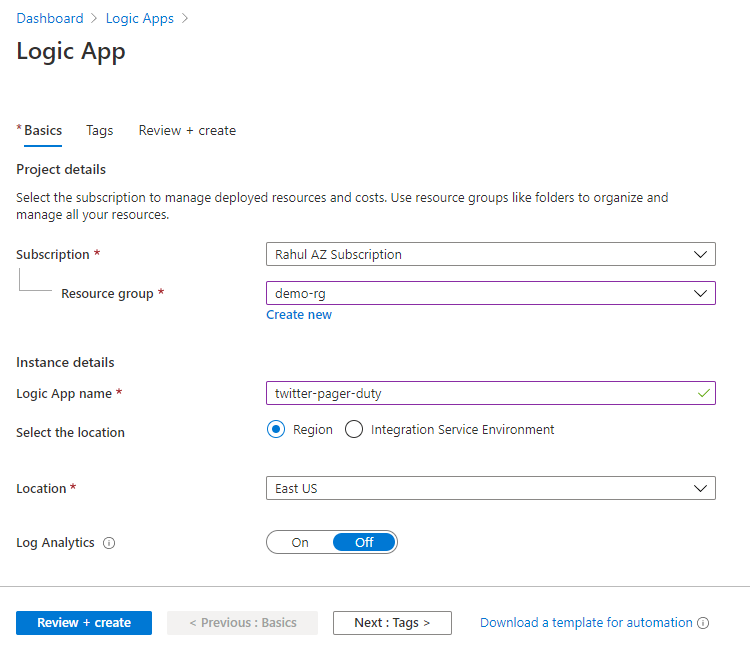 Dashboard > Logic Apps >
Logic App
* Basics Tags Review + create
Project details
Select the subscription to manage deployed resources and costs. Use resource groups like folders to organize and
manage all your resources.
Subscription * Rahul AZ Subscription
Resource group * demo-rg
Create new
Instance details
Logic App name * twitter-pager-duty
Select the location Region Integration Service Environment
Location * East US
Log Analytics On Off
Review + create < Previous : Basics Next : Tags > Download a template for automation